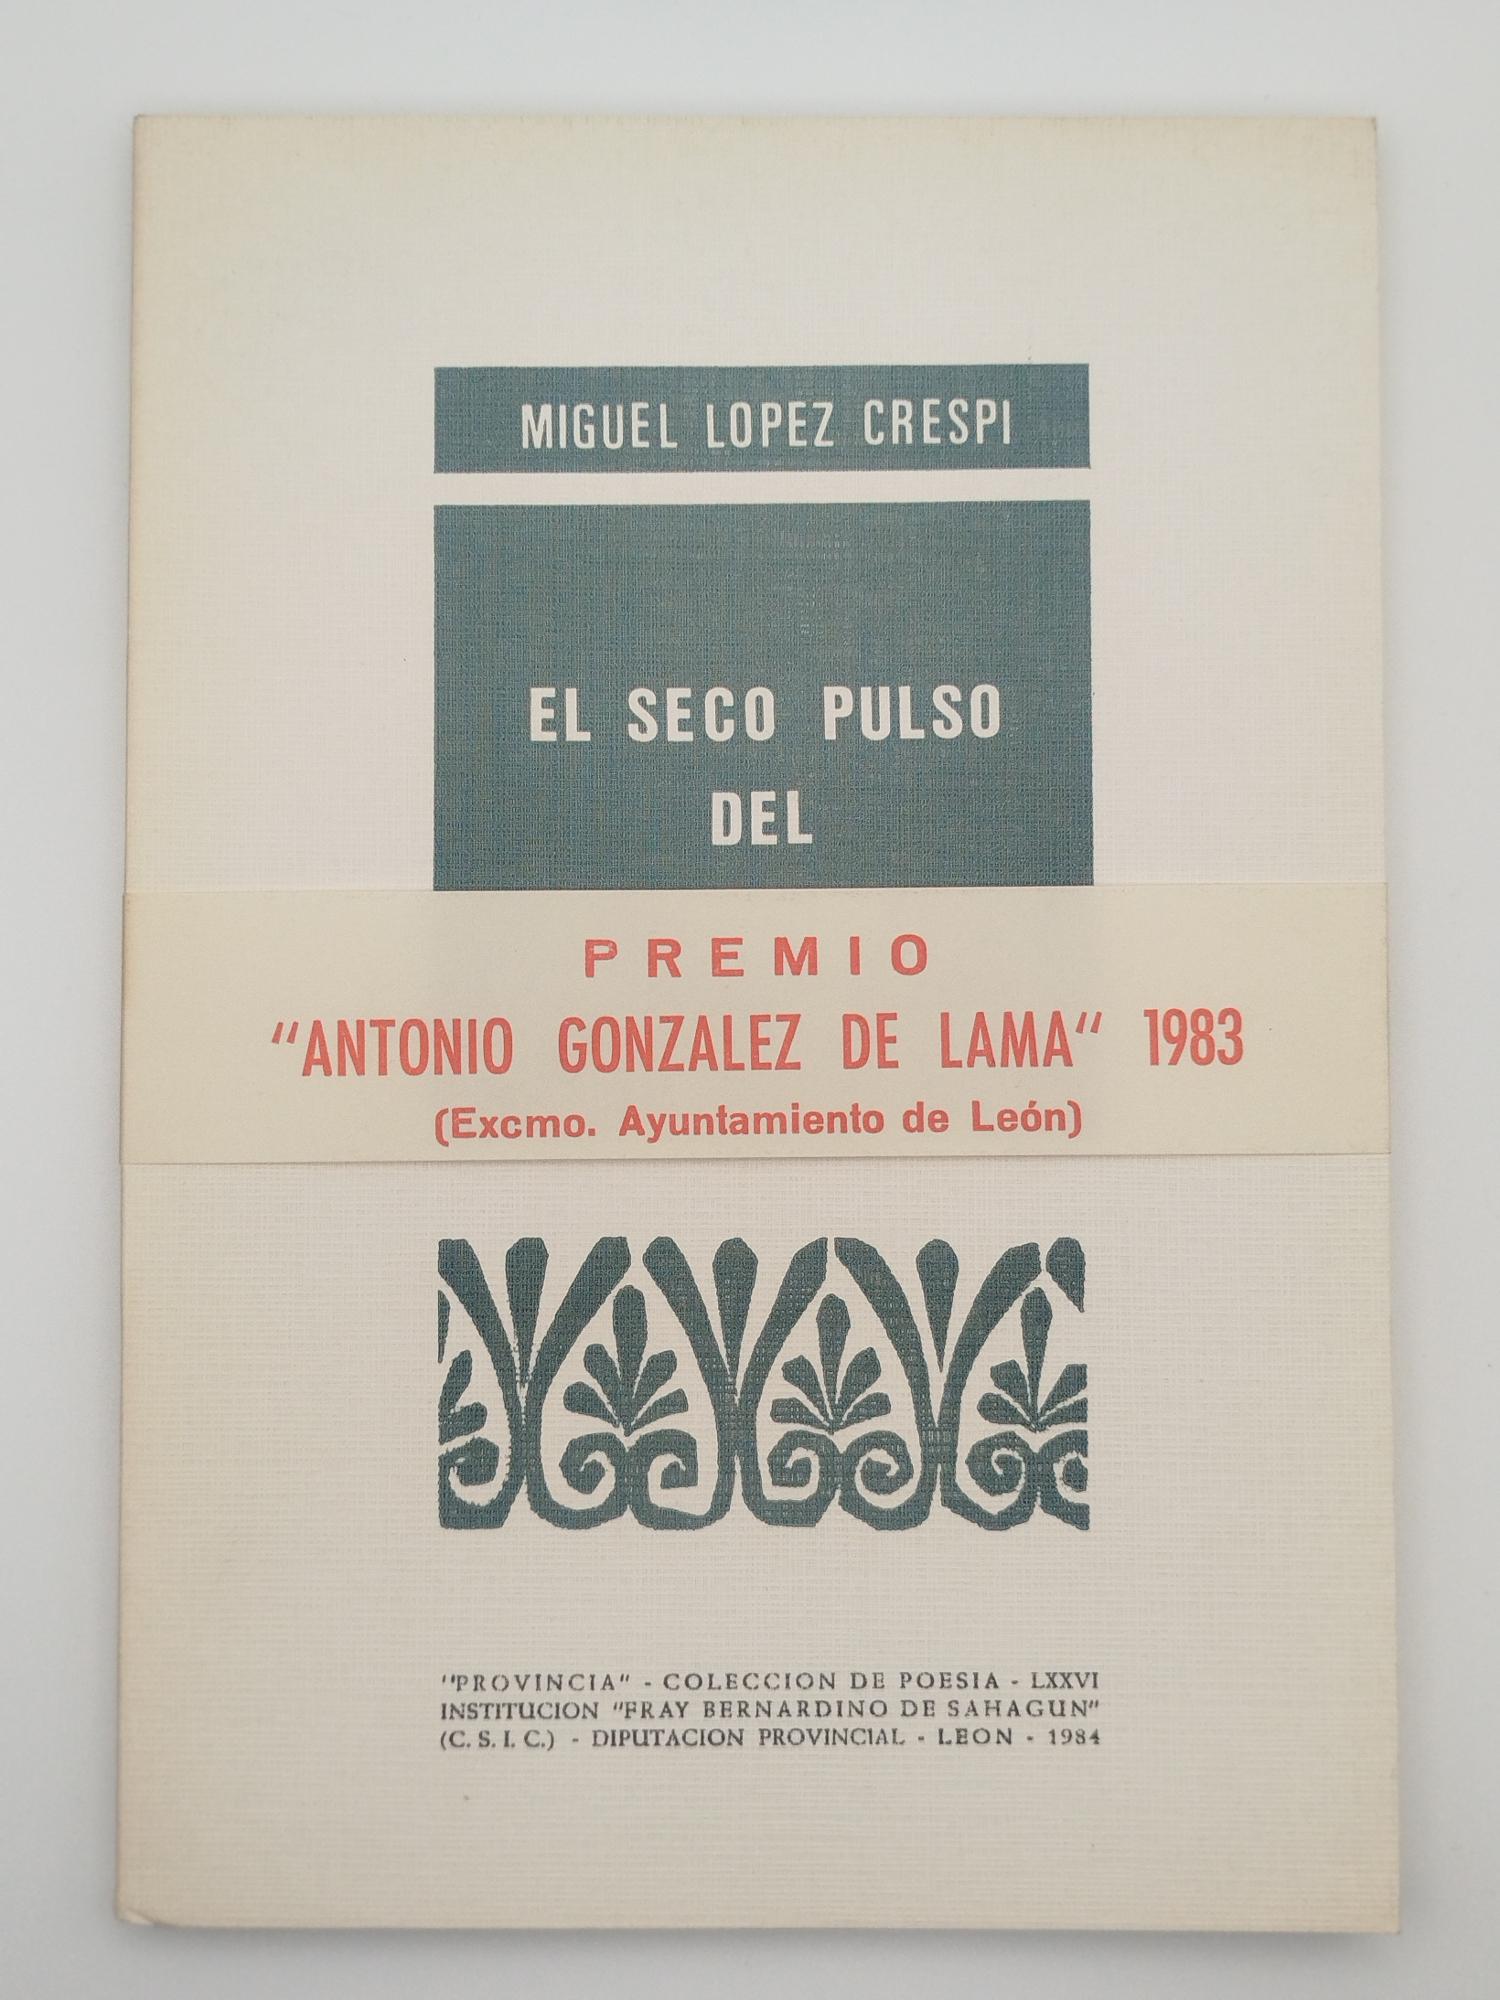 MIGUEL LOPEZ CRESPI
EL SECO PULSO
DEL
PREMIO
"ANTONIO GONZALEZ DE LAMA" 1983
(Excmo. Ayuntamiento de León)
"PROVINCIA" - COLECCION DE POESIA - LXXVI
INSTITUCION "FRAY BERNARDINO DE SAHAGUN"
(C. S. I. C.) - DIPUTACION PROVINCIAL - LEON - 1984